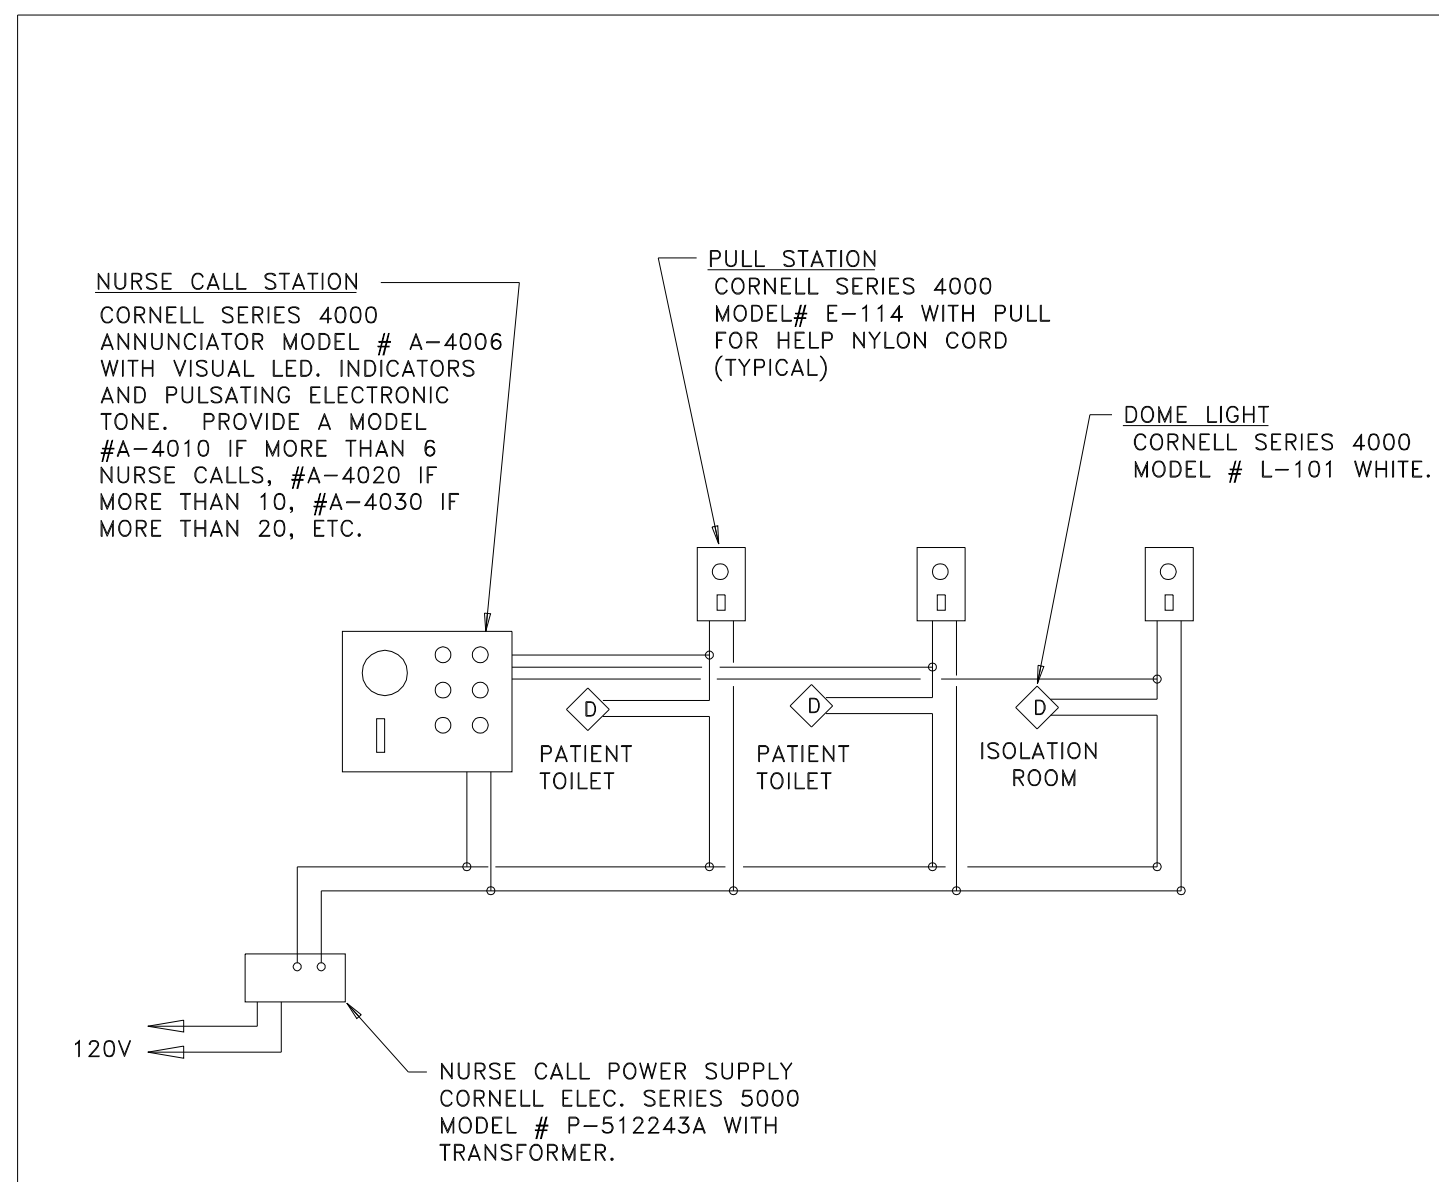 NURSE CALL STATION
CORNELL SERIES 4000
ANNUNCIATOR MODEL # A-4006
WITH VISUAL LED. INDICATORS
AND PULSATING ELECTRONIC
TONE.  PROVIDE A MODEL
#A-4010 IF MORE THAN 6
NURSE CALLS, #A-4020 IF
MORE THAN 10, #A-4030 IF
MORE THAN 20, ETC.
PULL STATION
CORNELL SERIES 4000
MODEL# E-114 WITH PULL
FOR HELP NYLON CORD
(TYPICAL)
DOME LIGHT
CORNELL SERIES 4000
MODEL # L-101 WHITE.
D
PATIENT
TOILET
D
PATIENT
TOILET
D
ISOLATION
ROOM
120V
NURSE CALL POWER SUPPLY
CORNELL ELEC. SERIES 5000
MODEL # P-512243A WITH
TRANSFORMER.